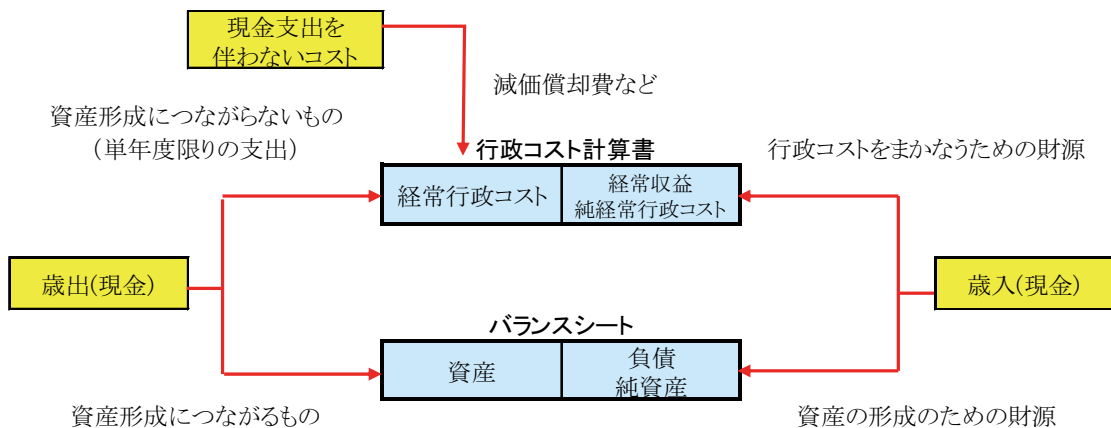 現金支出を
伴わないコスト
減価償却費など
資産形成につながらないもの
（単年度限りの支出）
行政コスト計算書
行政コストをまかなうための財源
経常行政コスト
経常収益
純経常行政コスト
歳出(現金)
歳入(現金)
バランスシート
資産
負債
純資産
資産形成につながるもの
資産の形成のための財源